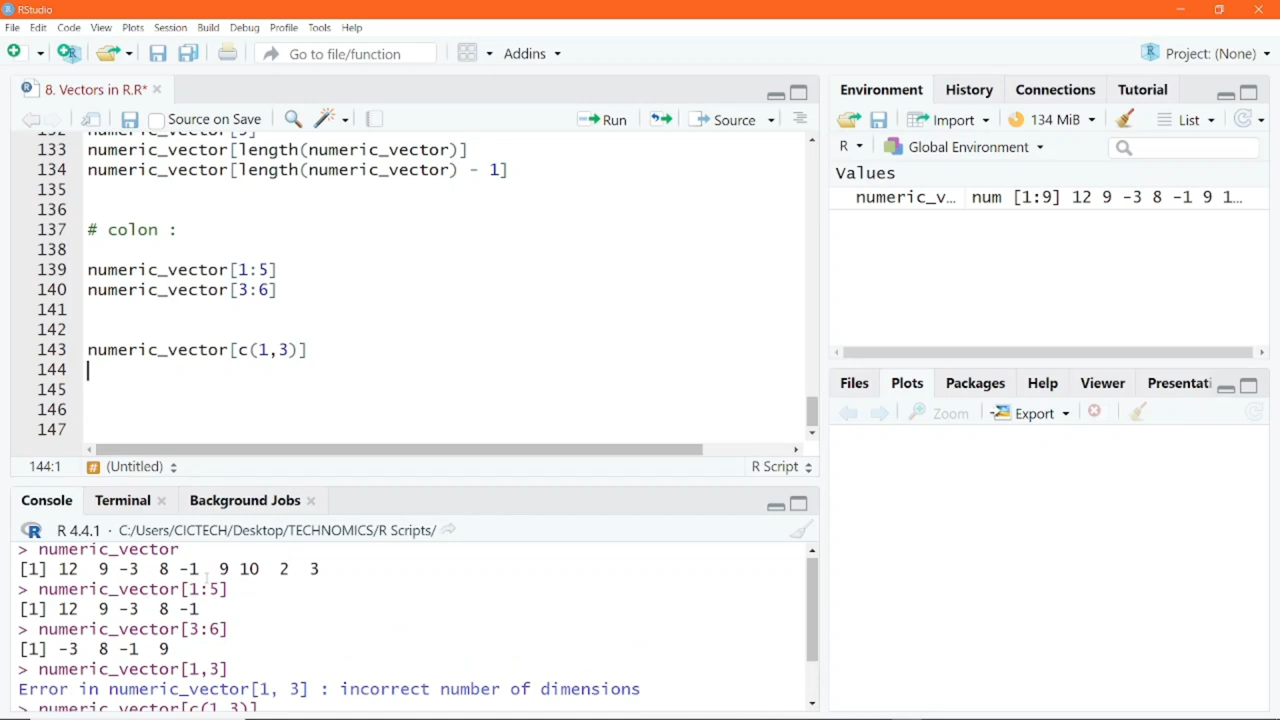 RStudio
File Edit Code View Plots Session Build Debug Profile Tools Help
Go to file/function Addins Project: (None)
8. Vectors in R.R*
Source on Save Run Source
133 numeric_vector[length(numeric_vector)]
134 numeric_vector[length(numeric_vector) - 1]
135
136
137 # colon :
138
139 numeric_vector[1:5]
140 numeric_vector[3:6]
141
142
143 numeric_vector[c(1,3)]
144
145
146
147
144:1 # (Untitled) R Script
Console Terminal Background Jobs
R 4.4.1 · C:/Users/CICTECH/Desktop/TECHNOMICS/R Scripts/
> numeric_vector
[1] 12 9 -3 8 -1 9 10 2 3
> numeric_vector[1:5]
[1] 12 9 -3 8 -1
> numeric_vector[3:6]
[1] -3 8 -1 9
> numeric_vector[1,3]
Error in numeric_vector[1, 3] : incorrect number of dimensions
> numeric_vector[c(1,3)]
Environment History Connections Tutorial
Import 134 MiB List
R Global Environment
Values
numeric_v… num [1:9] 12 9 -3 8 -1 9 1…
Files Plots Packages Help Viewer Presentati
Zoom Export